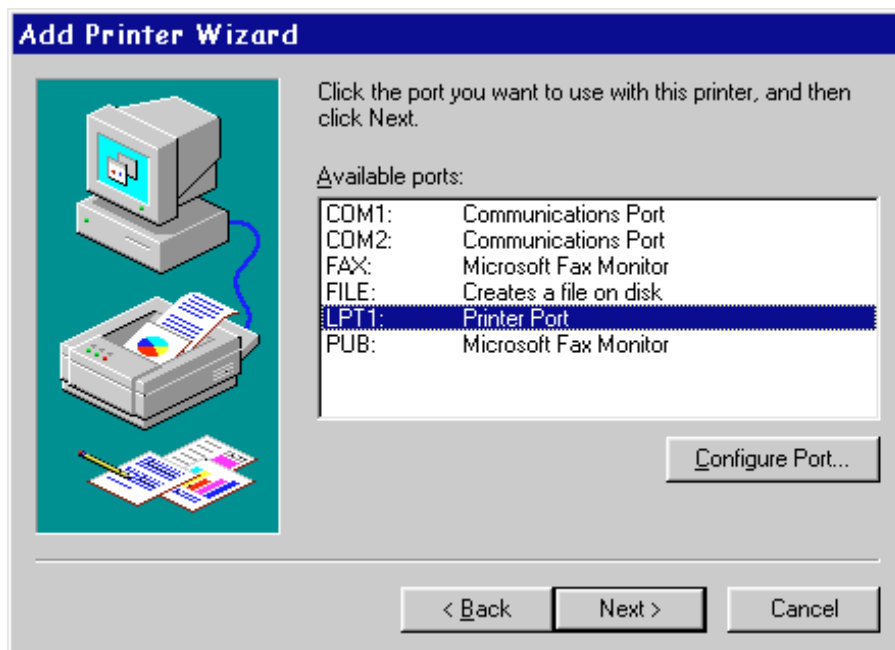 Add Printer Wizard
Click the port you want to use with this printer, and then
click Next.
Available ports:
COM1: Communications Port
COM2: Communications Port
FAX: Microsoft Fax Monitor
FILE: Creates a file on disk
LPT1: Printer Port
PUB: Microsoft Fax Monitor
Configure Port...
< Back Next > Cancel